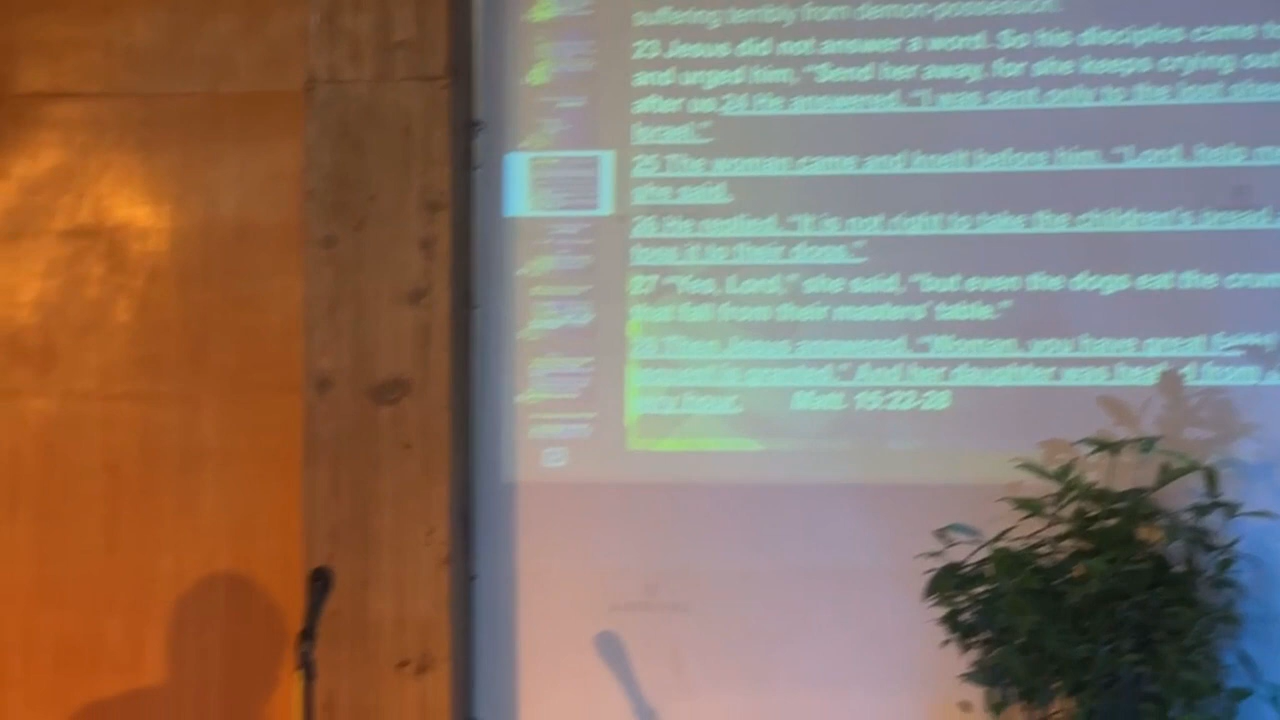 suffering terribly from demon-possession.
23 Jesus did not answer a word. So his disciples came
and urged him, "Send her away, for she keeps crying out
after us 24 He answered, "I was sent only to the lost
Israel."
25 The woman came and knelt before him. "Lord, help
she said.
26 He replied, "It is not right to take the children's bread
toss it to their dogs."
27 "Yes, Lord," she said, "but even the dogs eat the
that fall from their masters' table."
28 Then Jesus answered, "Woman, you have great
request is granted." And her daughter was healed from
very hour. Matt. 15:22-28